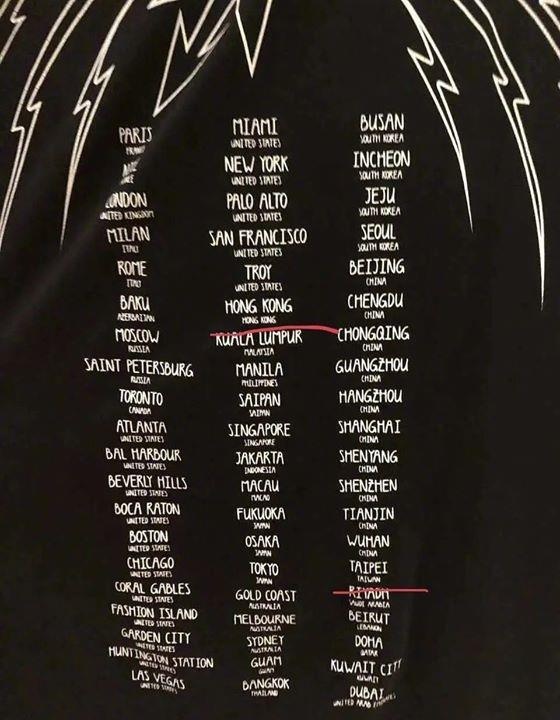 PARIS
FRANCE
LONDON
UNITED KINGDOM
MILAN
ITALY
ROME
ITALY
BAKU
AZERBAIJAN
MOSCOW
RUSSIA
SAINT PETERSBURG
RUSSIA
TORONTO
CANADA
ATLANTA
UNITED STATES
BAL HARBOUR
UNITED STATES
BEVERLY HILLS
UNITED STATES
BOCA RATON
UNITED STATES
BOSTON
UNITED STATES
CHICAGO
UNITED STATES
CORAL GABLES
UNITED STATES
FASHION ISLAND
UNITED STATES
GARDEN CITY
UNITED STATES
HUNTINGTON STATION
UNITED STATES
LAS VEGAS
UNITED STATES
MIAMI
UNITED STATES
NEW YORK
UNITED STATES
PALO ALTO
UNITED STATES
SAN FRANCISCO
UNITED STATES
TROY
UNITED STATES
HONG KONG
HONG KONG
KUALA LUMPUR
MALAYSIA
MANILA
PHILIPPINES
SAIPAN
SAIPAN
SINGAPORE
SINGAPORE
JAKARTA
INDONESIA
MACAU
MACAU
FUKUOKA
JAPAN
OSAKA
JAPAN
TOKYO
JAPAN
GOLD COAST
AUSTRALIA
MELBOURNE
AUSTRALIA
SYDNEY
AUSTRALIA
GUAM
GUAM
BANGKOK
THAILAND
BUSAN
SOUTH KOREA
INCHEON
SOUTH KOREA
JEJU
SOUTH KOREA
SEOUL
SOUTH KOREA
BEIJING
CHINA
CHENGDU
CHINA
CHONGQING
CHINA
GUANGZHOU
CHINA
HANGZHOU
CHINA
SHANGHAI
CHINA
SHENYANG
CHINA
SHENZHEN
CHINA
TIANJIN
CHINA
WUHAN
CHINA
TAIPEI
TAIWAN
RIYADH
SAUDI ARABIA
BEIRUT
LEBANON
DOHA
QATAR
KUWAIT CITY
KUWAIT
DUBAI
UNITED ARAB EMIRATES